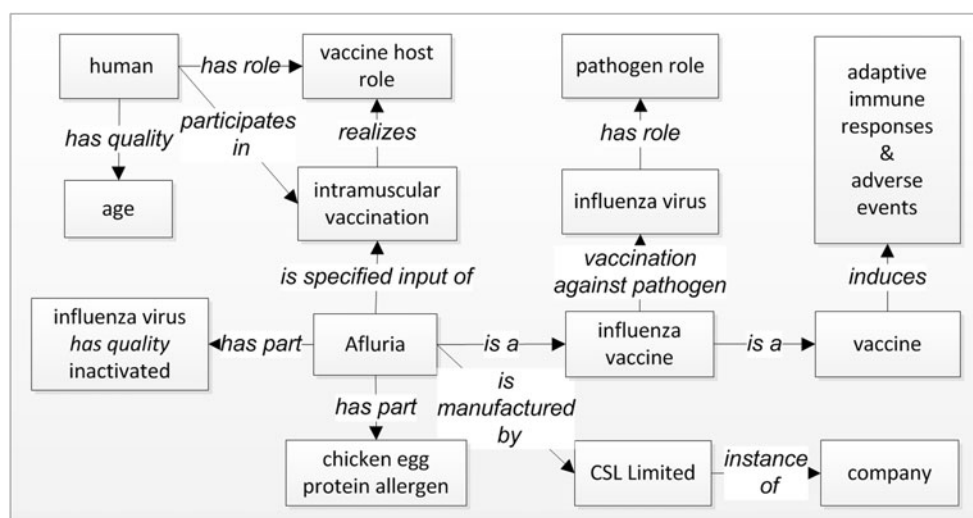 human
has role
vaccine host
role
pathogen role
adaptive
immune
responses
&
adverse
events
has quality
participates
in
realizes
has role
age
intramuscular
vaccination
influenza virus
is specified input of
vaccination
against pathogen
induces
influenza virus
has quality
inactivated
has part
Afluria
is a
influenza
vaccine
is a
vaccine
has part
is
manufactured
by
chicken egg
protein allergen
CSL Limited
instance
of
company